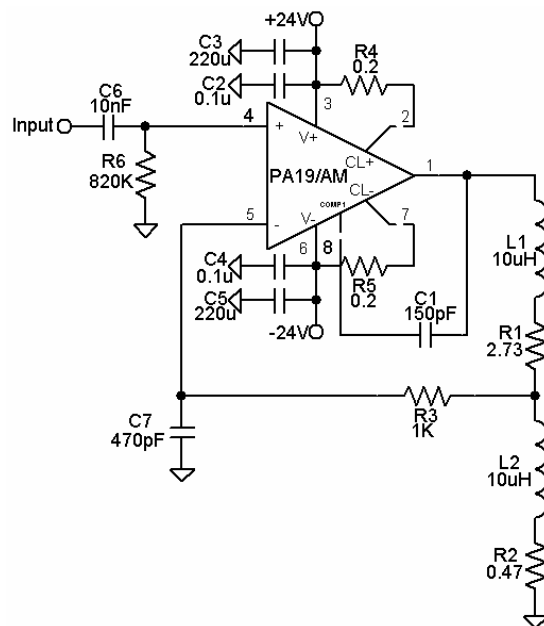 +24V
C3
220u
R4
0.2
C2
0.1u
3
2
C6
10nF
Input
4
+
V+
CL+
R6
820K
PA19/AM
1
CL-
COMP1
5
-
V-
7
L1
10uH
6
8
C4
0.1u
R5
0.2
C5
220u
C1
150pF
-24V
R1
2.73
C7
470pF
R3
1K
L2
10uH
R2
0.47